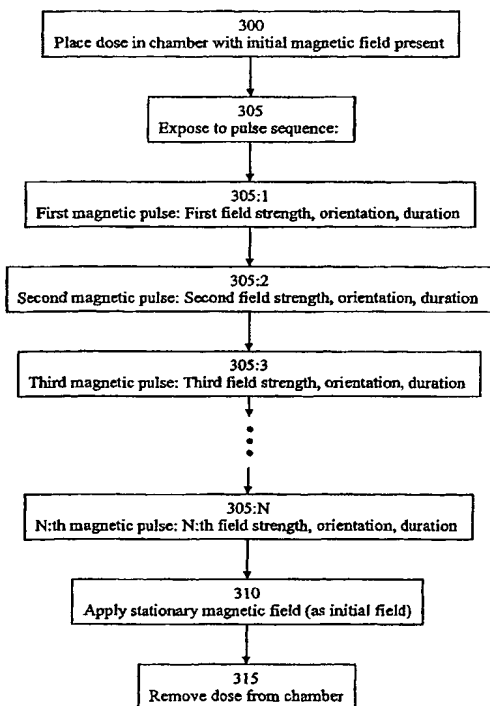 300
Place dose in chamber with initial magnetic field present
305
Expose to pulse sequence:
305:1
First magnetic pulse: First field strength, orientation, duration
305:2
Second magnetic pulse: Second field strength, orientation, duration
305:3
Third magnetic pulse: Third field strength, orientation, duration
305:N
N:th magnetic pulse: N:th field strength, orientation, duration
310
Apply stationary magnetic field (as initial field)
315
Remove dose from chamber